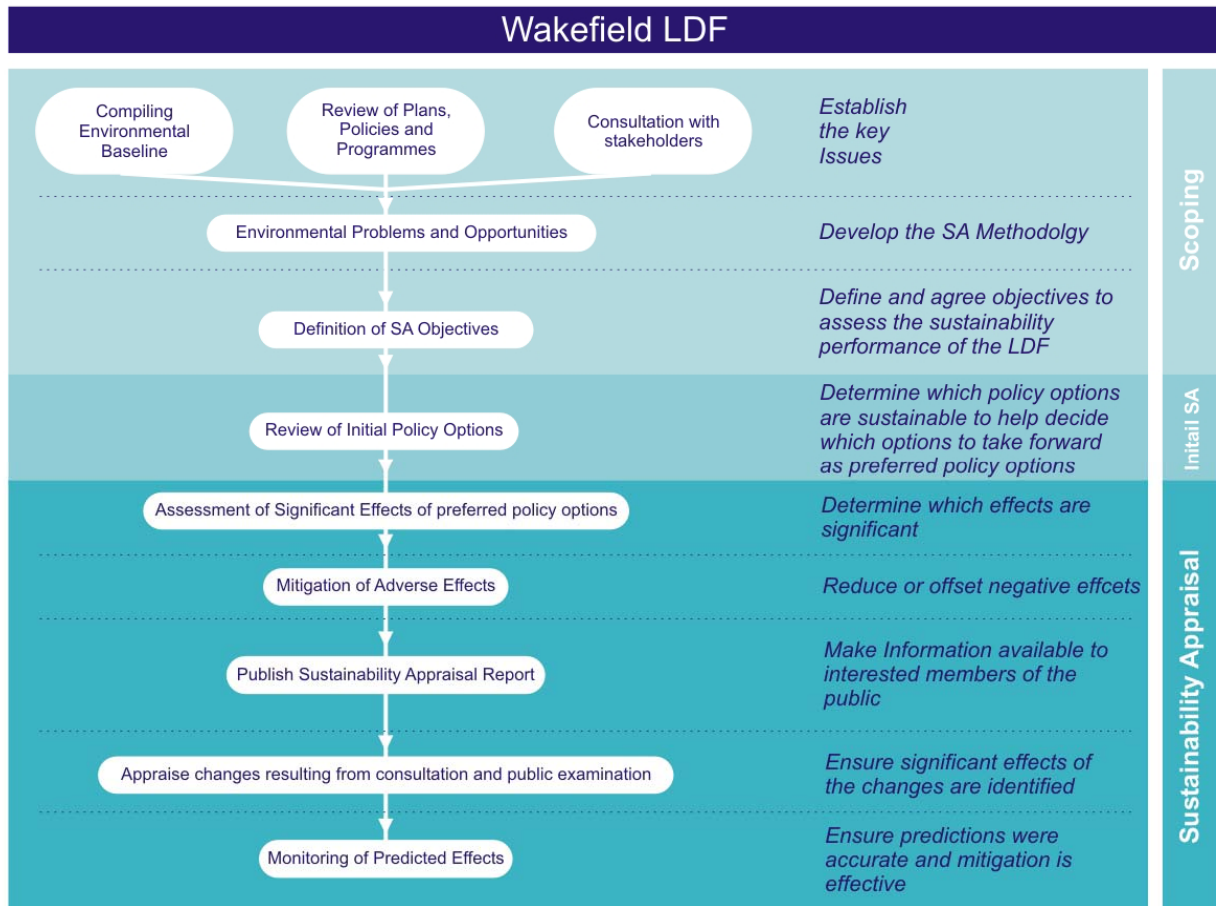 Wakefield LDF
Compiling
Environmental
Baseline
Review of Plans,
Policies and
Programmes
Consultation with
stakeholders
Establish
the key
Issues
Environmental Problems and Opportunities
Develop the SA Methodolgy
Definition of SA Objectives
Define and agree objectives to
assess the sustainability
performance of the LDF
Scoping
Review of Initial Policy Options
Determine which policy options
are sustainable to help decide
which options to take forward
as preferred policy options
Initail SA
Assessment of Significant Effects of preferred policy options
Determine which effects are
significant
Mitigation of Adverse Effects
Reduce or offset negative effcets
Publish Sustainability Appraisal Report
Make Information available to
interested members of the
public
Appraise changes resulting from consultation and public examination
Ensure significant effects of
the changes are identified
Monitoring of Predicted Effects
Ensure predictions were
accurate and mitigation is
effective
Sustainability Appraisal